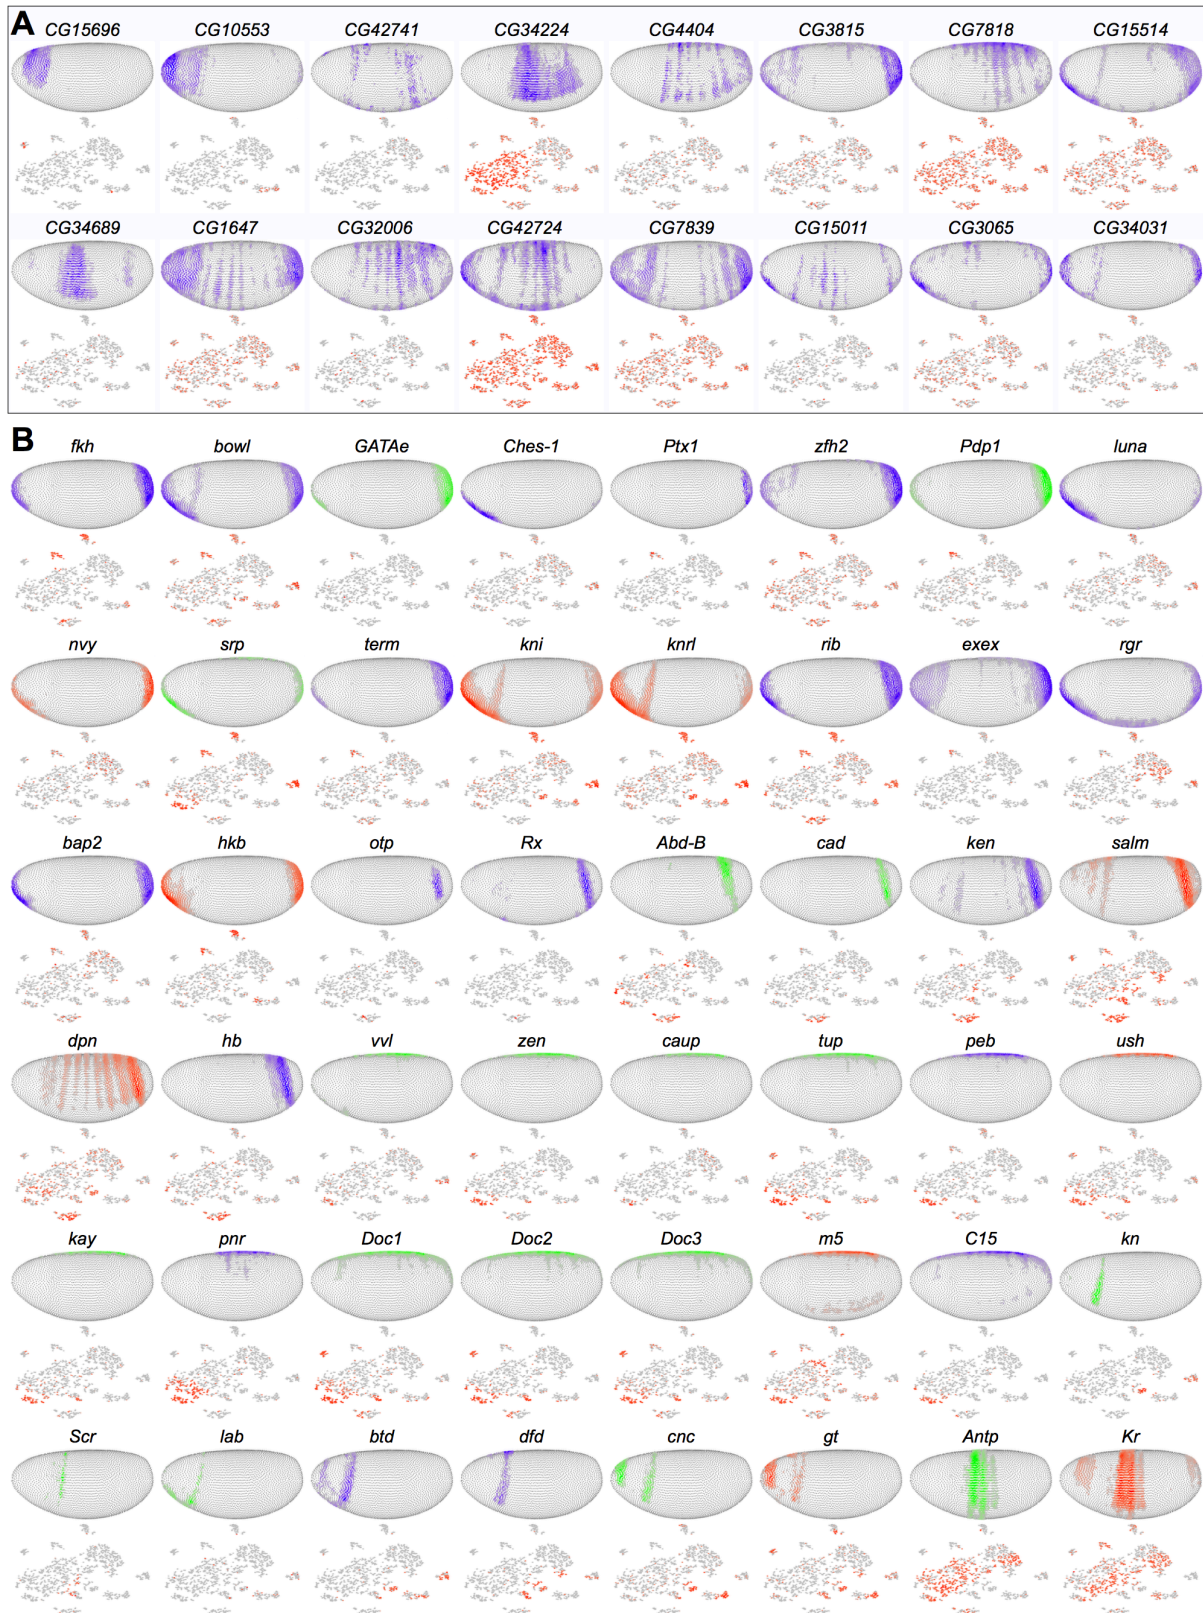 A
CG15696 CG10553 CG42741 CG34224 CG4404 CG3815 CG7818 CG15514
CG34689 CG1647 CG32006 CG42724 CG7839 CG15011 CG3065 CG34031
B
fkh bowl GATAe Ches-1 Ptx1 zfh2 Pdp1 luna
nvy srp term kni knrl rib exex rgr
bap2 hkb otp Rx Abd-B cad ken salm
dpn hb vvl zen caup tup peb ush
kay pnr Doc1 Doc2 Doc3 m5 C15 kn
Scr lab btd dfd cnc gt Antp Kr